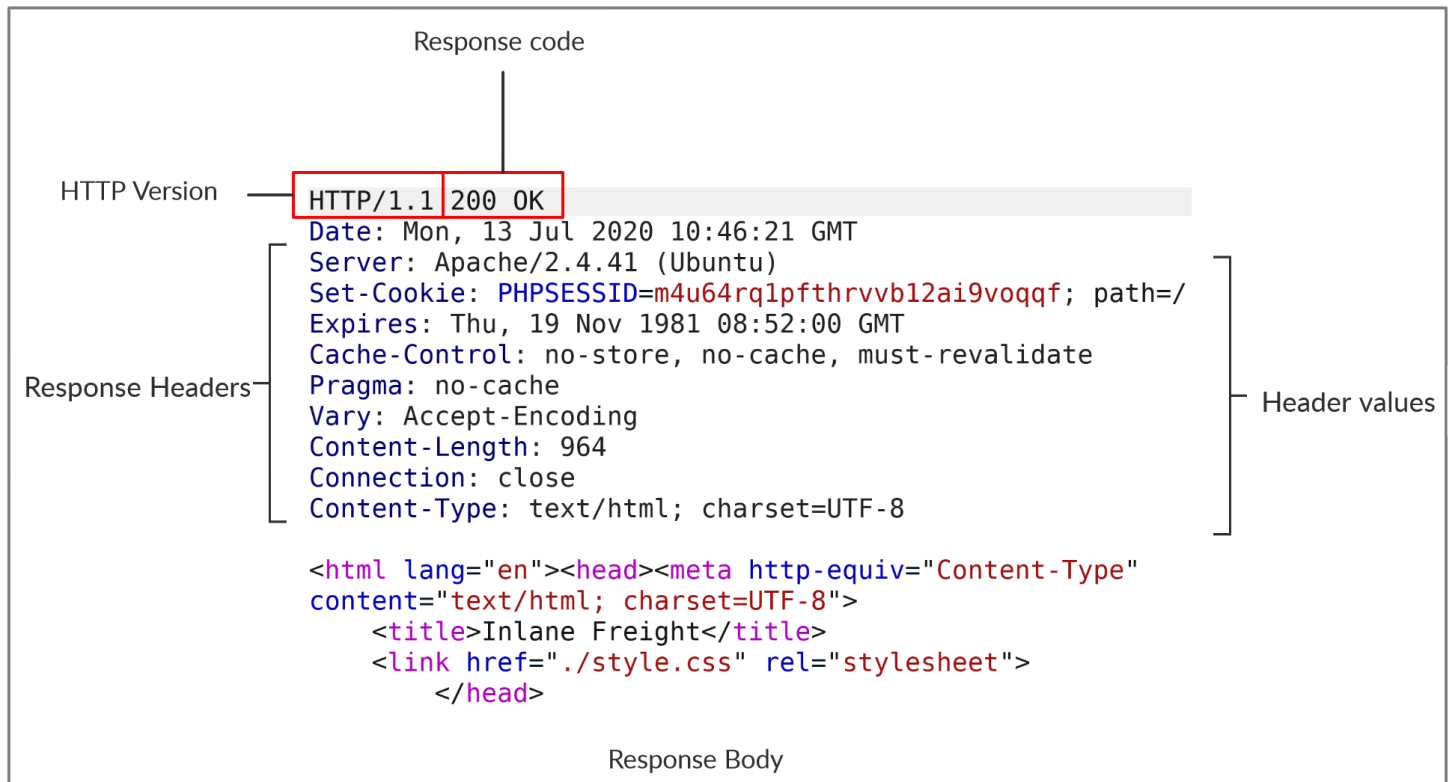 Response code
HTTP Version
HTTP/1.1 200 OK
Date: Mon, 13 Jul 2020 10:46:21 GMT
Server: Apache/2.4.41 (Ubuntu)
Set-Cookie: PHPSESSID=m4u64rq1pfthrvvb12ai9voqqf; path=/
Expires: Thu, 19 Nov 1981 08:52:00 GMT
Cache-Control: no-store, no-cache, must-revalidate
Response Headers
Pragma: no-cache
Header values
Vary: Accept-Encoding
Content-Length: 964
Connection: close
Content-Type: text/html; charset=UTF-8
<html lang="en"><head><meta http-equiv="Content-Type"
content="text/html; charset=UTF-8">
<title>Inlane Freight</title>
<link href="./style.css" rel="stylesheet">
</head>
Response Body